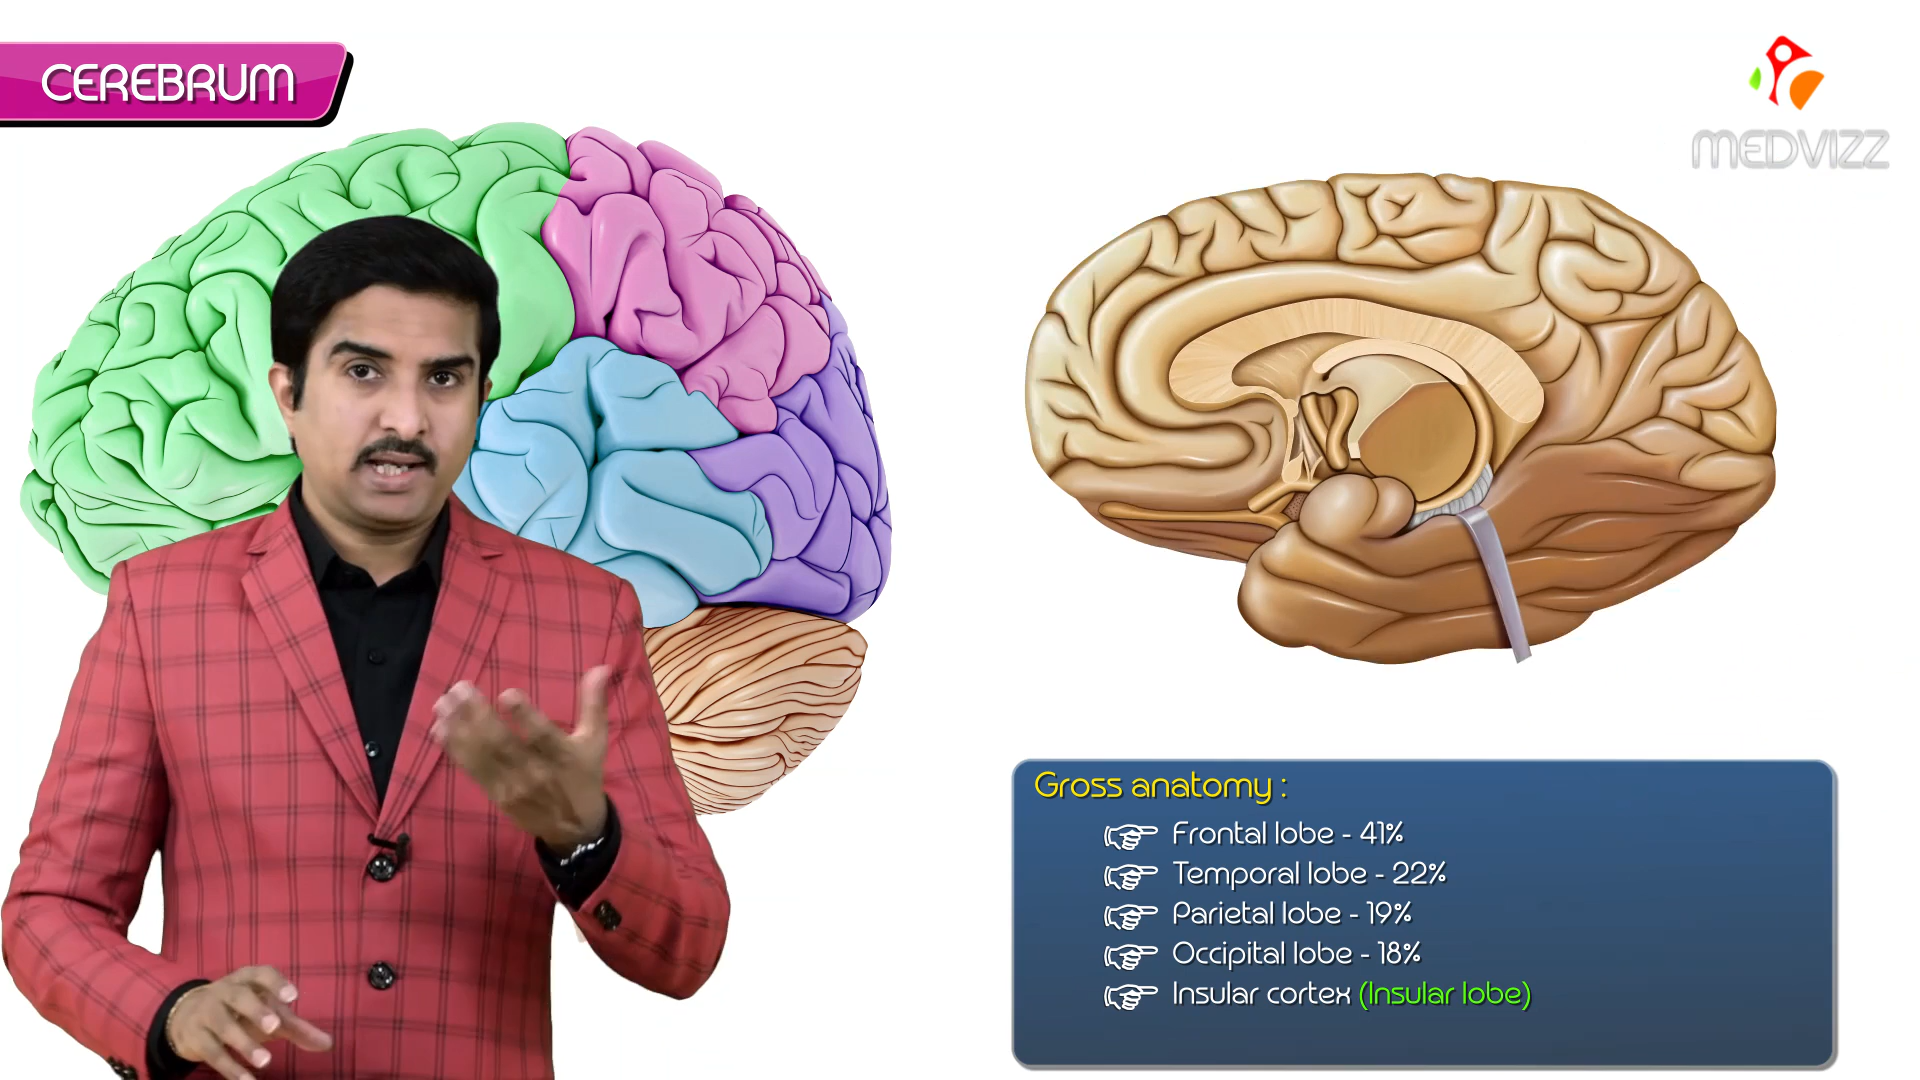 CEREBRUM
MEDVIZZ
Gross anatomy :
Frontal lobe - 41%
Temporal lobe - 22%
Parietal lobe - 19%
Occipital lobe - 18%
Insular cortex (Insular lobe)